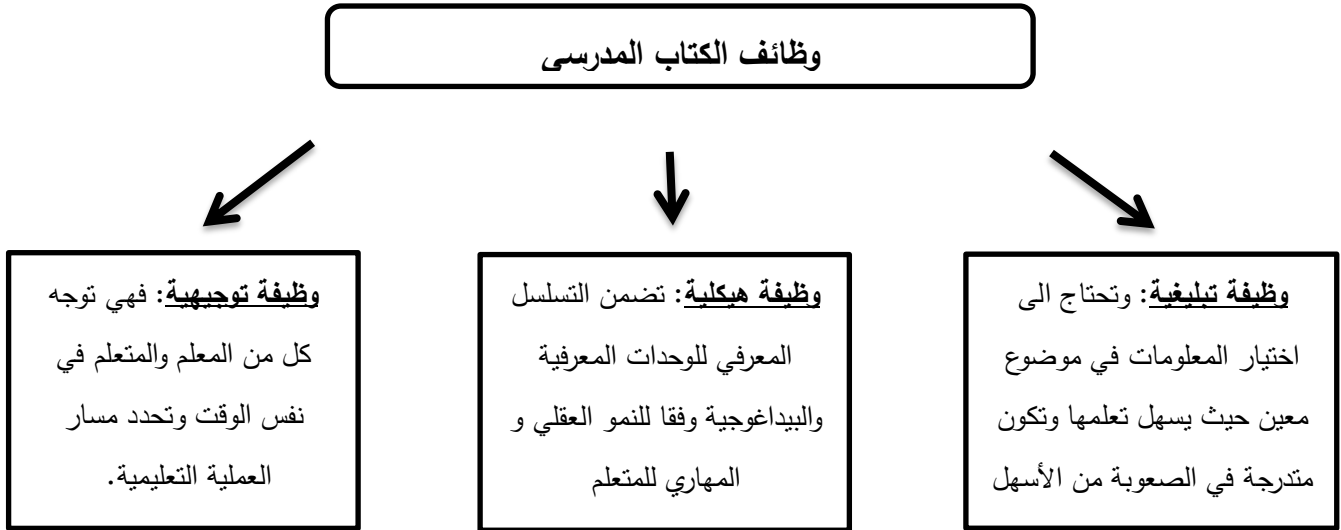 وظائف الكتاب المدرسي
وظيفة تبليغية: وتحتاج الى
اختيار المعلومات في موضوع
معين حيث يسهل تعلمها وتكون
متدرجة في الصعوبة من الأسهل
وظيفة هيكلية: تضمن التسلسل
المعرفي للوحدات المعرفية
والبيداغوجية وفقا للنمو العقلي و
المهاري للمتعلم
وظيفة توجيهية: فهي توجه
كل من المعلم والمتعلم في
نفس الوقت وتحدد مسار
العملية التعليمية.